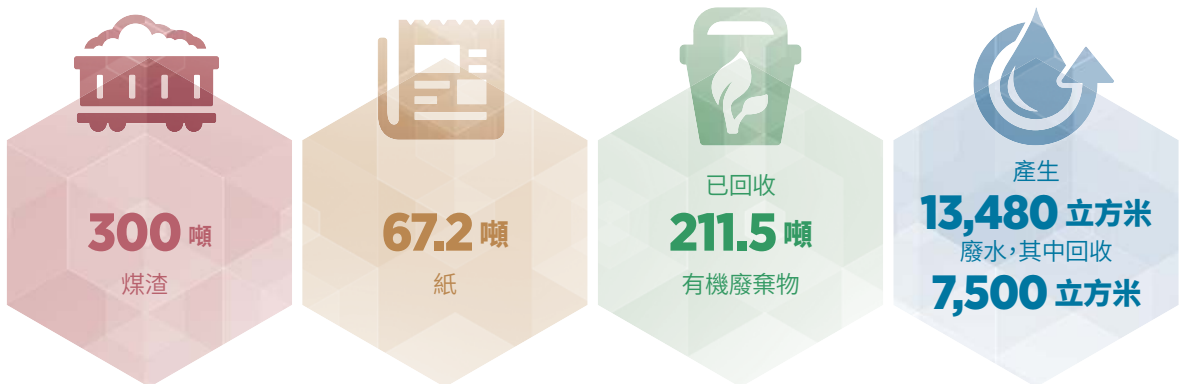 300 噸
煤渣
67.2 噸
紙
已回收
211.5 噸
有機廢棄物
產生
13,480 立方米
廢水，其中回收
7,500 立方米